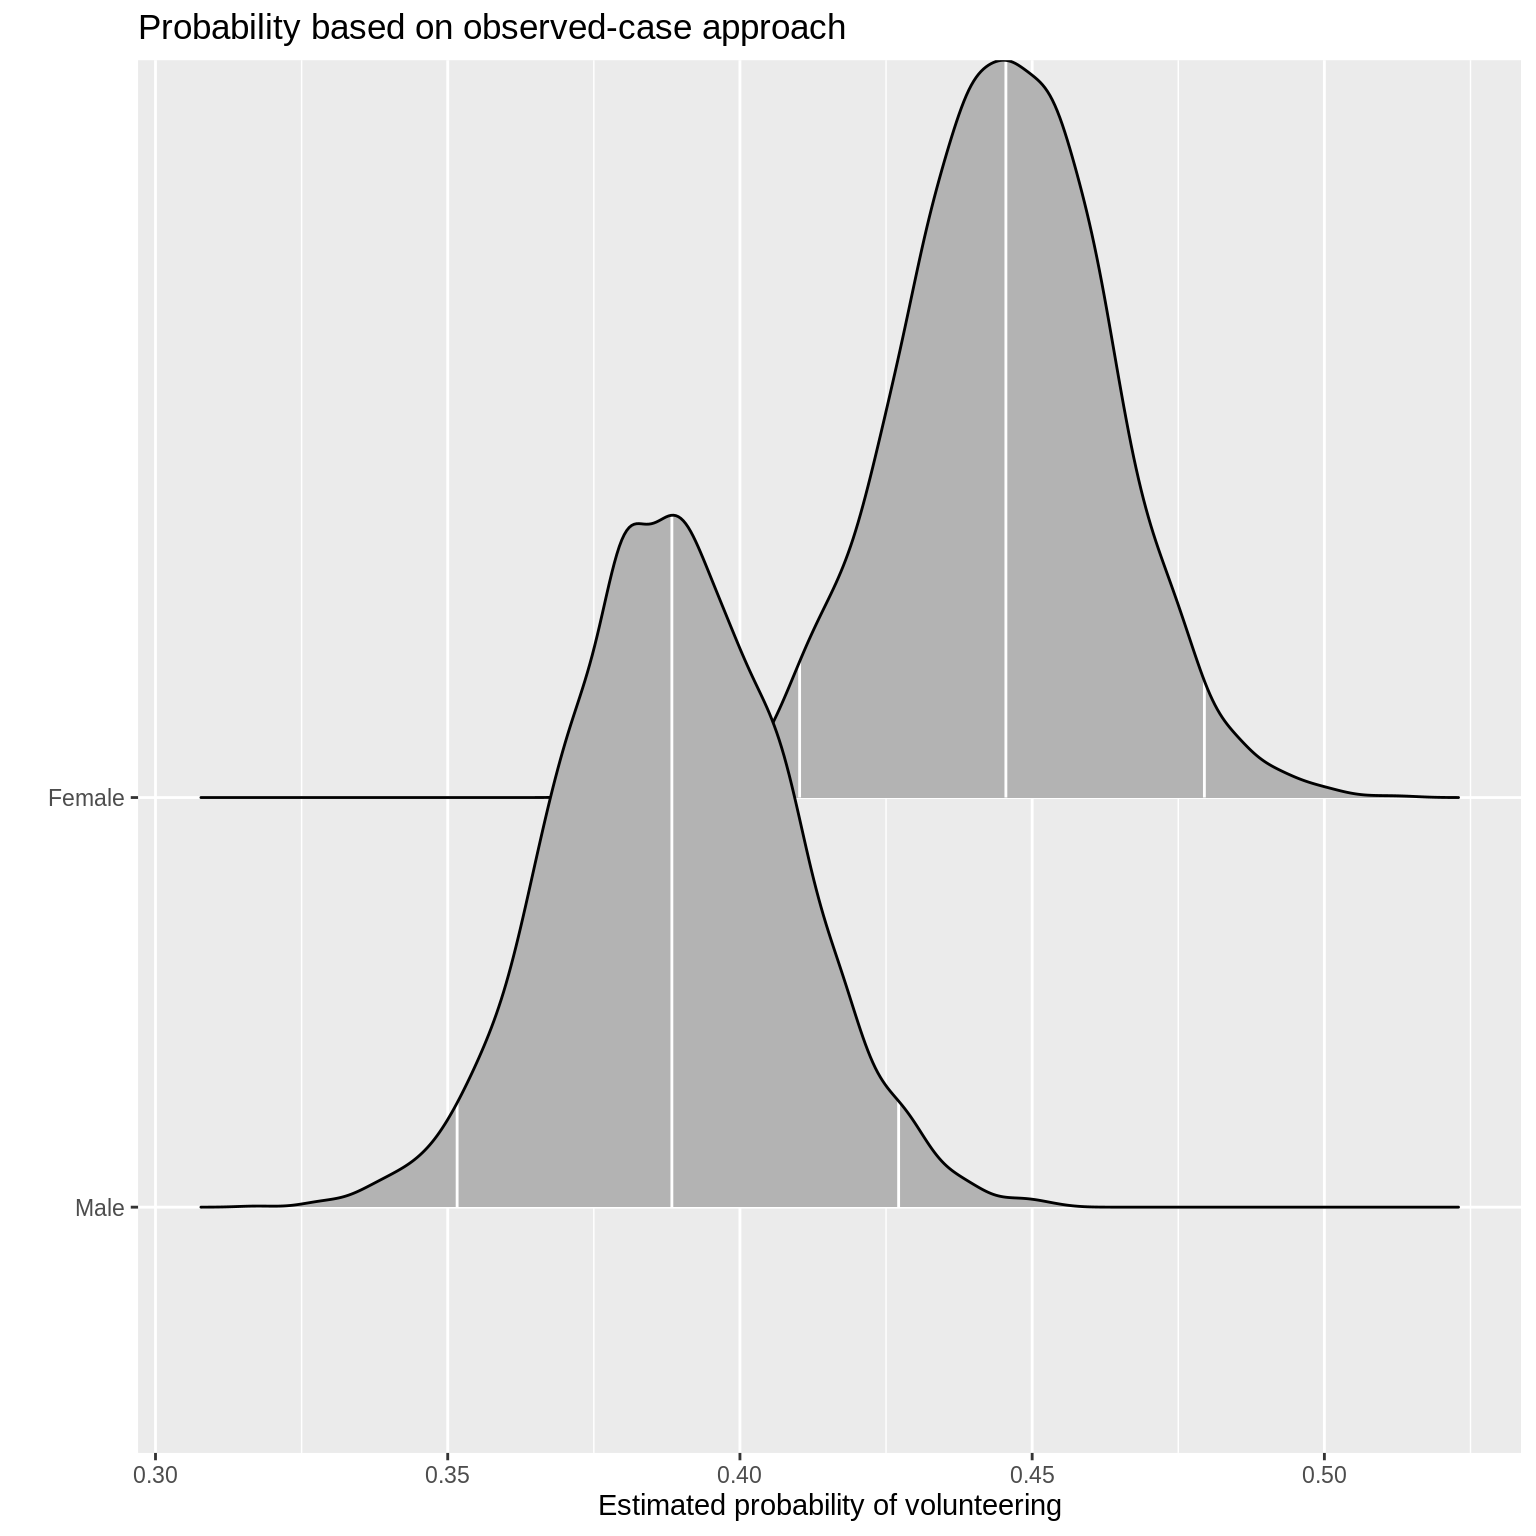 Probability based on observed-case approach
Female
Male
0.30 0.35 0.40 0.45 0.50
Estimated probability of volunteering